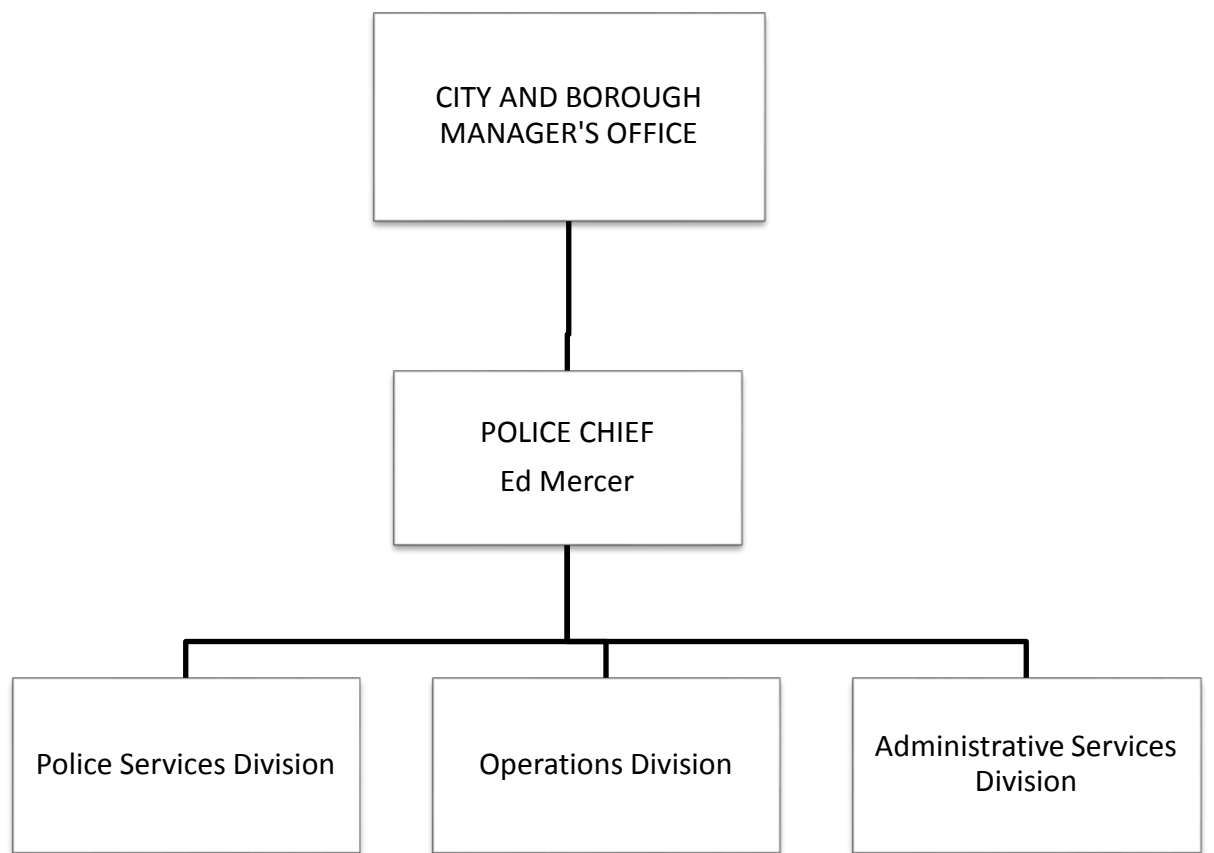 CITY AND BOROUGH
MANAGER'S OFFICE
POLICE CHIEF
Ed Mercer
Police Services Division
Operations Division
Administrative Services
Division